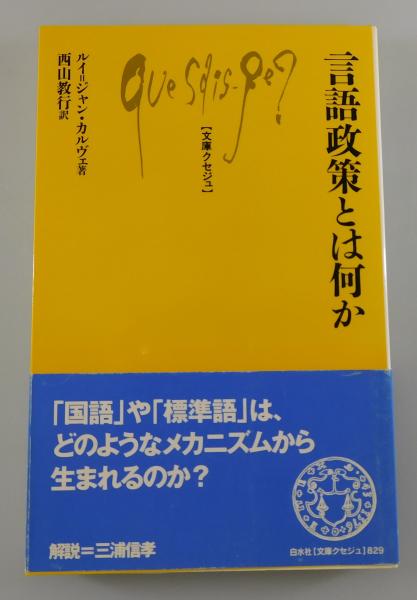 言語政策とは何か
que sais-je?
【文庫クセジュ】
ルイ=ジャン・カルヴェ著
西山教行訳
「国語」や「標準語」は、
どのようなメカニズムから
生まれるのか?
解説=三浦信孝
白水社【文庫クセジュ】829